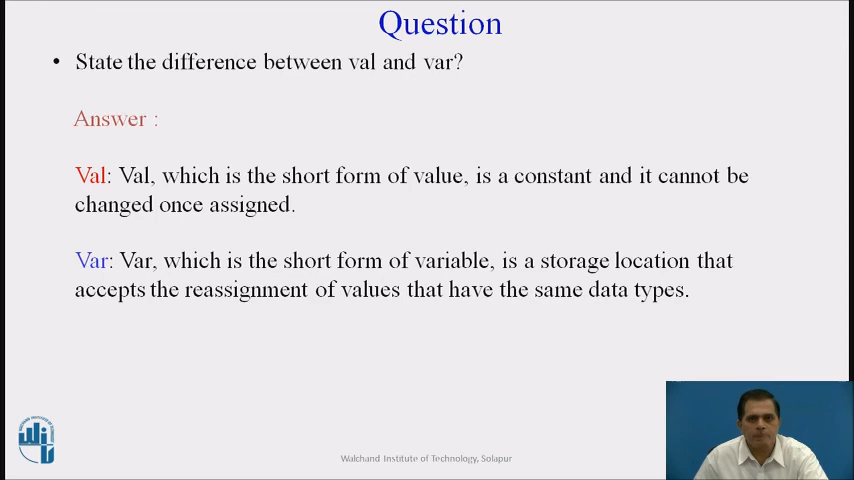 Question
• State the difference between val and var?
Answer :
Val: Val, which is the short form of value, is a constant and it cannot be
changed once assigned.
Var: Var, which is the short form of variable, is a storage location that
accepts the reassignment of values that have the same data types.
Walchand Institute of Technology, Solapur